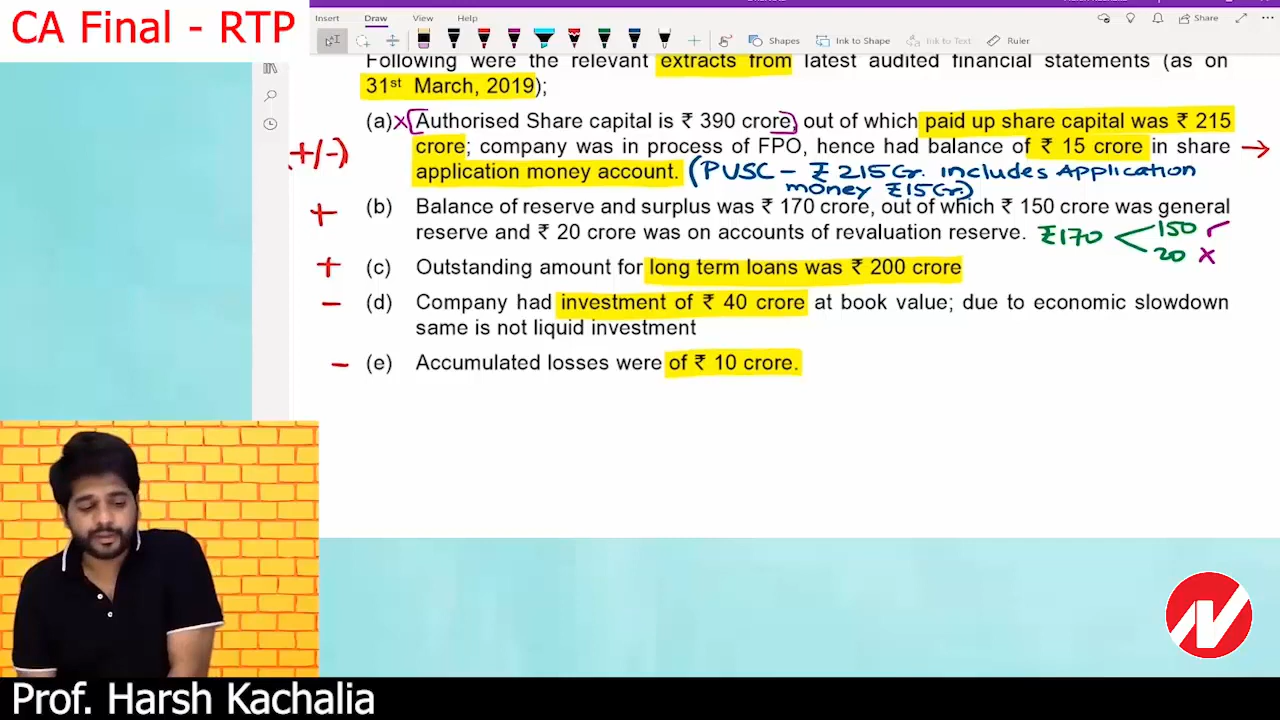 CA Final - RTP
Insert Draw View Help
Share
Shapes Ink to Shape Ink to Text Ruler
Following were the relevant extracts from latest audited financial statements (as on
31st March, 2019);
(a) x [Authorised Share capital is ₹ 390 crore, out of which paid up share capital was ₹ 215
(+/-) crore; company was in process of FPO, hence had balance of ₹ 15 crore in share →
application money account. (PUSC - ₹ 215 Cr. includes Application
money ₹15 Cr.)
+ (b) Balance of reserve and surplus was ₹ 170 crore, out of which ₹ 150 crore was general
reserve and ₹ 20 crore was on accounts of revaluation reserve. ₹170 < 150
20 x
+ (c) Outstanding amount for long term loans was ₹ 200 crore
- (d) Company had investment of ₹ 40 crore at book value; due to economic slowdown
same is not liquid investment
- (e) Accumulated losses were of ₹ 10 crore.
Prof. Harsh Kachalia